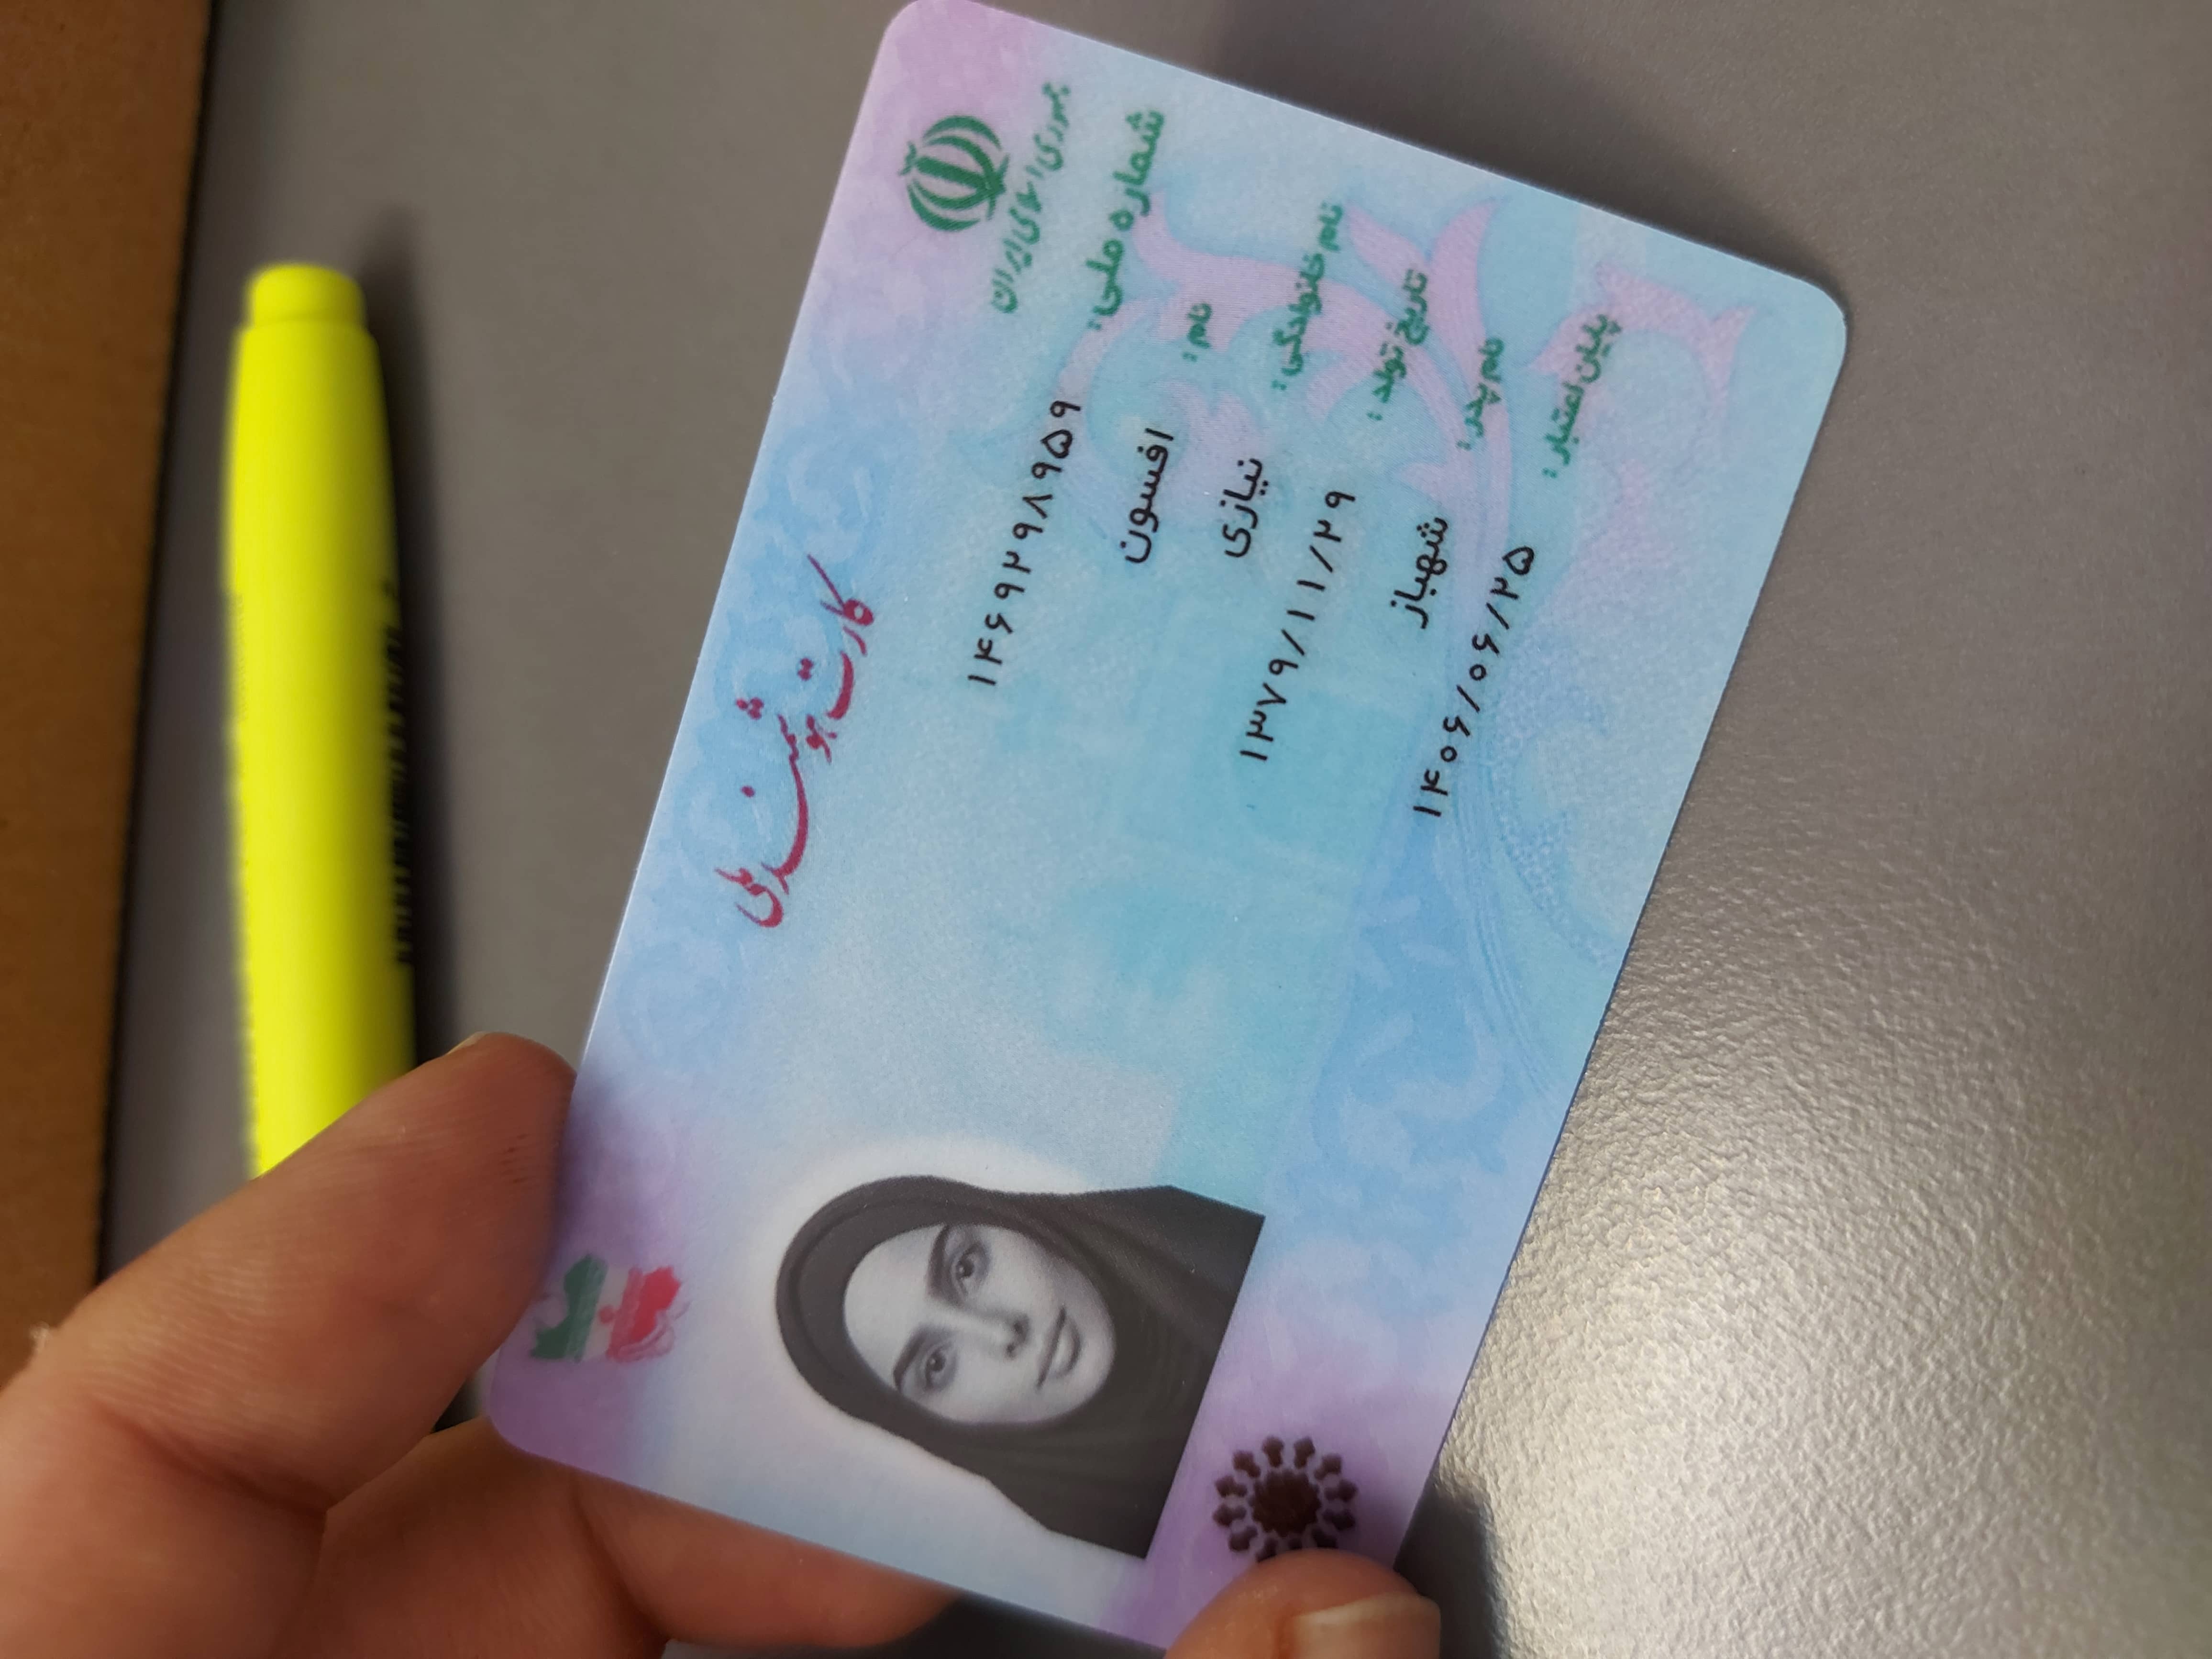 جمهوری اسلامی ایران
کارت هوشمند ملی
شماره ملی: ۱۴۶۹۲۹۸۹۵۹
نام: افسون
نام خانوادگی: نیازی
تاریخ تولد: ۱۳۷۹/۱۱/۲۹
نام پدر: شهباز
پایان اعتبار: ۱۴۰۶/۰۶/۲۵